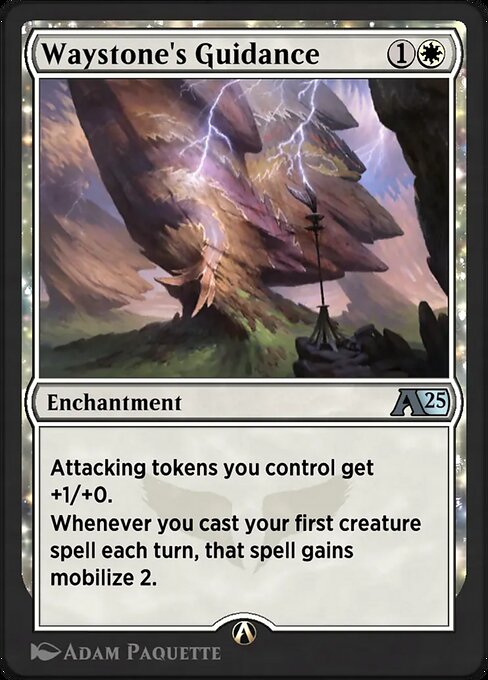 Waystone's Guidance 1
Enchantment A25
Attacking tokens you control get
+1/+0.
Whenever you cast your first creature
spell each turn, that spell gains
mobilize 2.
A
Adam Paquette